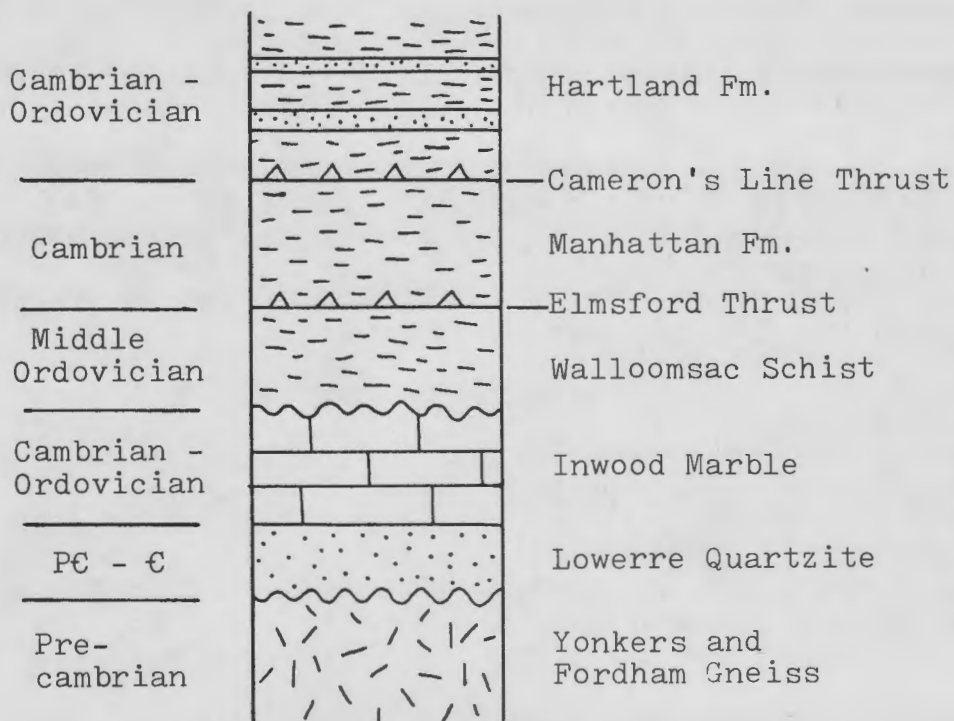 Cambrian -
Ordovician
Hartland Fm.
Cameron's Line Thrust
Cambrian
Manhattan Fm.
Elmsford Thrust
Middle
Ordovician
Walloomsac Schist
Cambrian -
Ordovician
Inwood Marble
P€ - €
Lowerre Quartzite
Pre-
cambrian
Yonkers and
Fordham Gneiss